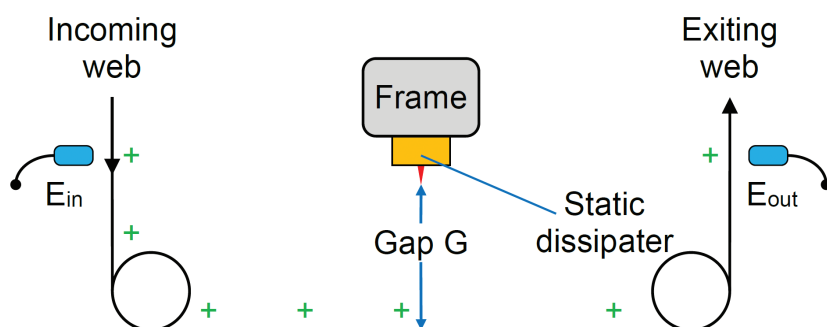 Incoming
web
Exiting
web
Frame
Ein
Eout
Static
dissipater
Gap G
+
+
+
+
+
+
+